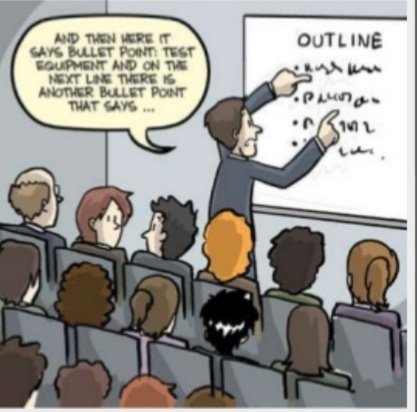 AND THEN HERE IT
SAYS BULLET POINT: TEST
EQUIPMENT AND ON THE
NEXT LINE THERE IS
ANOTHER BULLET POINT
THAT SAYS ...
OUTLINE